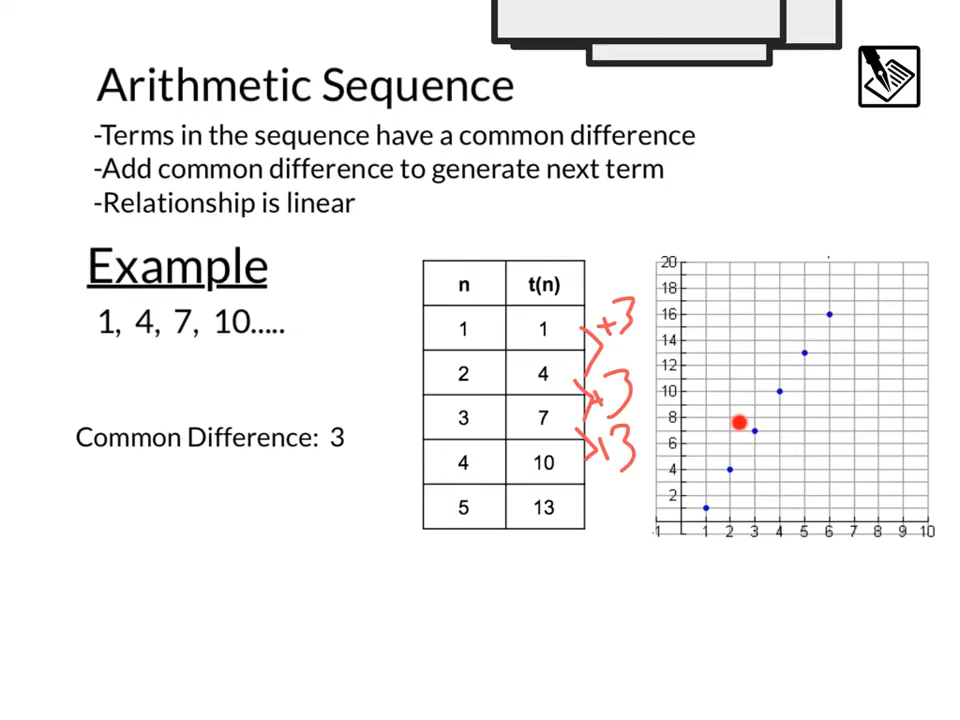 Arithmetic Sequence
-Terms in the sequence have a common difference
-Add common difference to generate next term
-Relationship is linear
Example
1, 4, 7, 10.....
Common Difference: 3
n t(n)
1 1
2 4
3 7
4 10
5 13
+3
+3
+3
20
18
16
14
12
10
8
6
4
2
-1 1 2 3 4 5 6 7 8 9 10